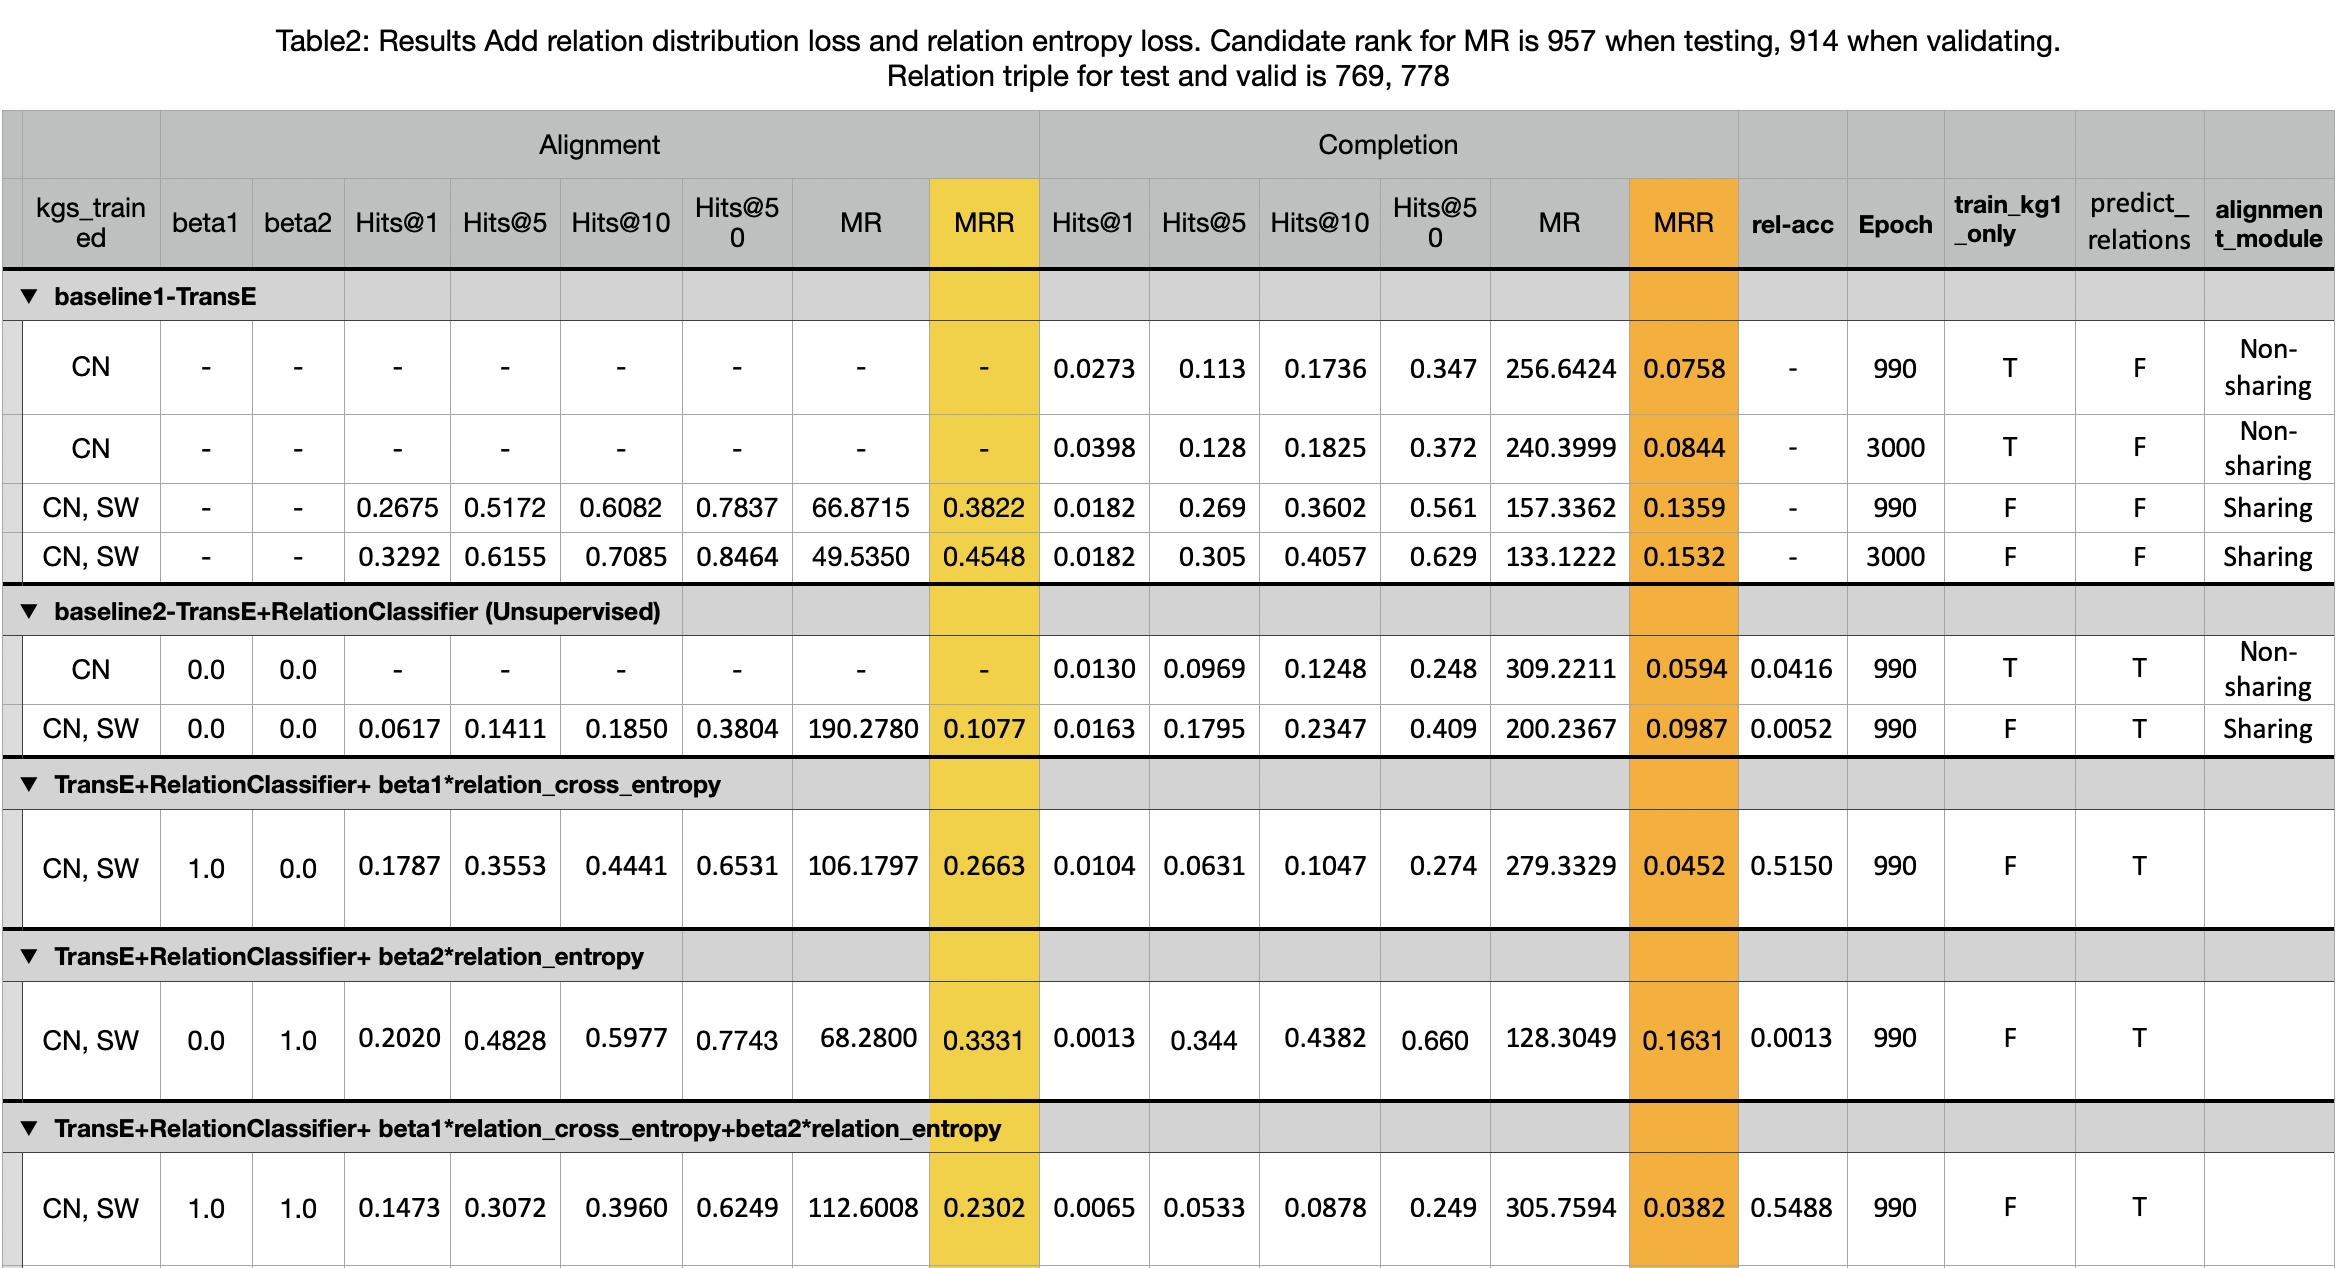 Table2: Results Add relation distribution loss and relation entropy loss. Candidate rank for MR is 957 when testing, 914 when validating.
Relation triple for test and valid is 769, 778
Alignment Completion
kgs_trained beta1 beta2 Hits@1 Hits@5 Hits@10 Hits@50 MR MRR Hits@1 Hits@5 Hits@10 Hits@50 MR MRR rel-acc Epoch train_kg1_only predict_relations alignment_module
▼ baseline1-TransE
CN - - - - - - - - 0.0273 0.113 0.1736 0.347 256.6424 0.0758 - 990 T F Non-sharing
CN - - - - - - - - 0.0398 0.128 0.1825 0.372 240.3999 0.0844 - 3000 T F Non-sharing
CN, SW - - 0.2675 0.5172 0.6082 0.7837 66.8715 0.3822 0.0182 0.269 0.3602 0.561 157.3362 0.1359 - 990 F F Sharing
CN, SW - - 0.3292 0.6155 0.7085 0.8464 49.5350 0.4548 0.0182 0.305 0.4057 0.629 133.1222 0.1532 - 3000 F F Sharing
▼ baseline2-TransE+RelationClassifier (Unsupervised)
CN 0.0 0.0 - - - - - - 0.0130 0.0969 0.1248 0.248 309.2211 0.0594 0.0416 990 T T Non-sharing
CN, SW 0.0 0.0 0.0617 0.1411 0.1850 0.3804 190.2780 0.1077 0.0163 0.1795 0.2347 0.409 200.2367 0.0987 0.0052 990 F T Sharing
▼ TransE+RelationClassifier+ beta1*relation_cross_entropy
CN, SW 1.0 0.0 0.1787 0.3553 0.4441 0.6531 106.1797 0.2663 0.0104 0.0631 0.1047 0.274 279.3329 0.0452 0.5150 990 F T
▼ TransE+RelationClassifier+ beta2*relation_entropy
CN, SW 0.0 1.0 0.2020 0.4828 0.5977 0.7743 68.2800 0.3331 0.0013 0.344 0.4382 0.660 128.3049 0.1631 0.0013 990 F T
▼ TransE+RelationClassifier+ beta1*relation_cross_entropy+beta2*relation_entropy
CN, SW 1.0 1.0 0.1473 0.3072 0.3960 0.6249 112.6008 0.2302 0.0065 0.0533 0.0878 0.249 305.7594 0.0382 0.5488 990 F T